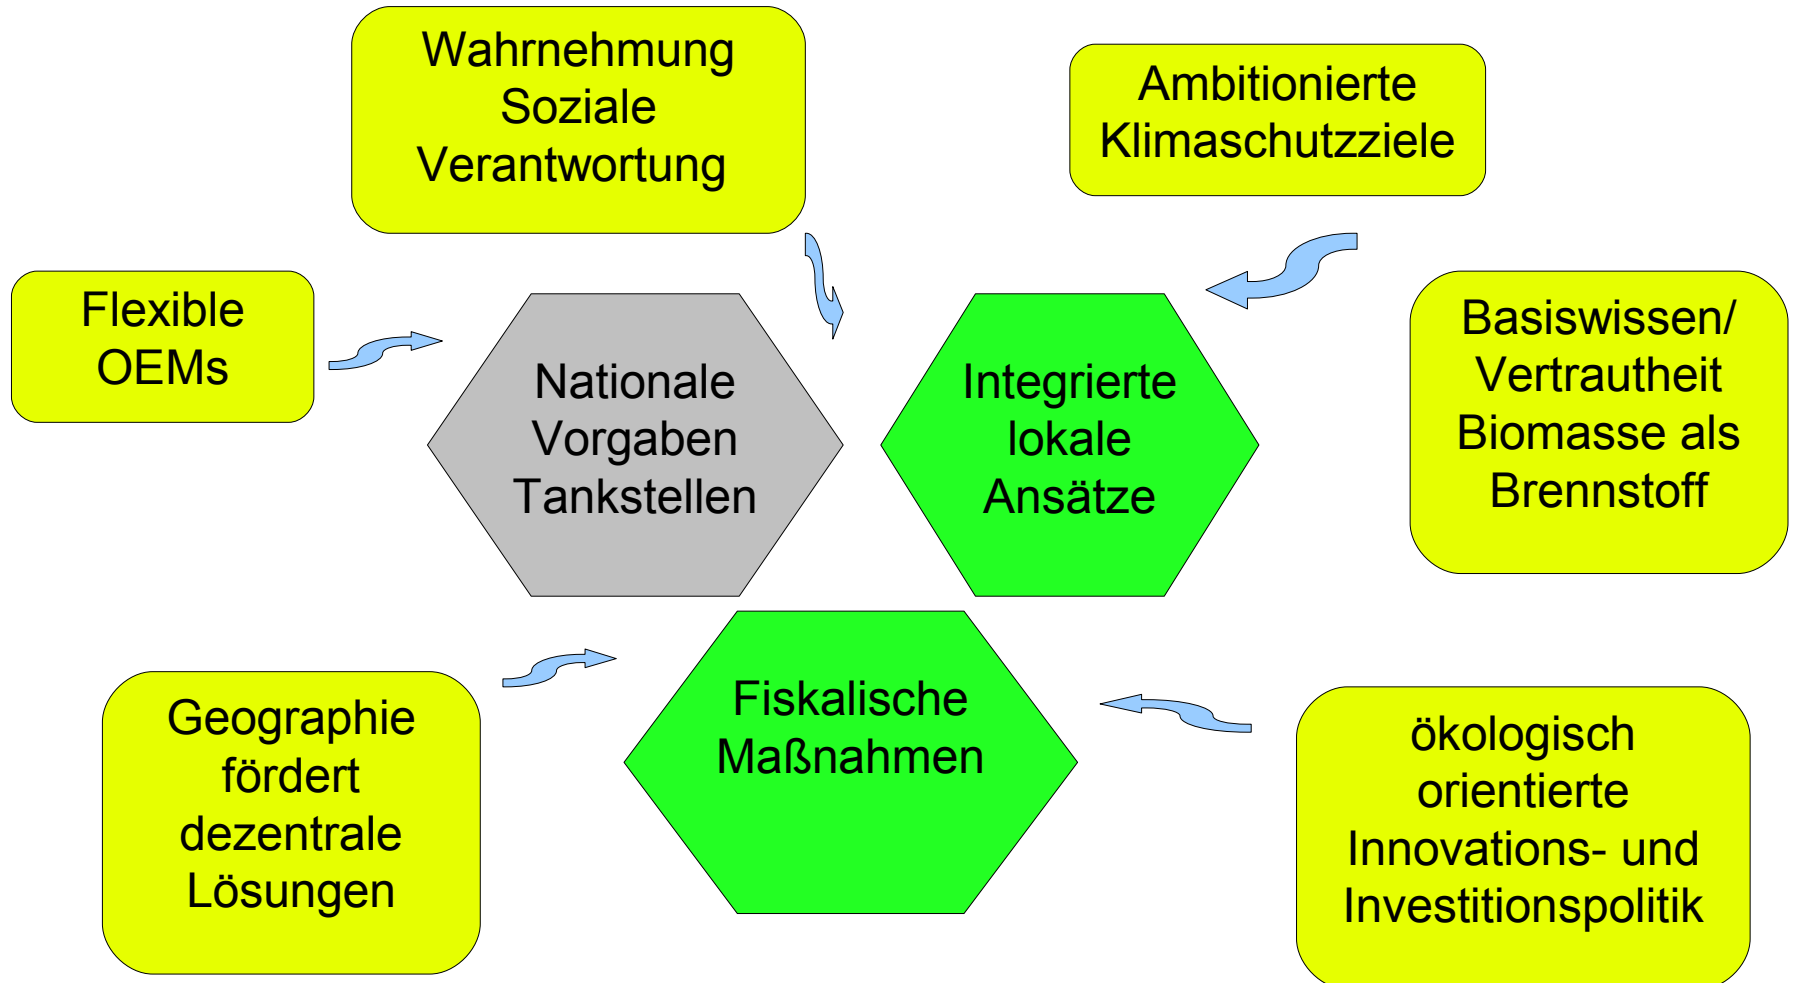 Wahrnehmung
Soziale
Verantwortung
Ambitionierte
Klimaschutzziele
Flexible
OEMs
Nationale
Vorgaben
Tankstellen
Integrierte
lokale
Ansätze
Basiswissen/
Vertrautheit
Biomasse als
Brennstoff
Geographie
fördert
dezentrale
Lösungen
Fiskalische
Maßnahmen
ökologisch
orientierte
Innovations- und
Investitionspolitik